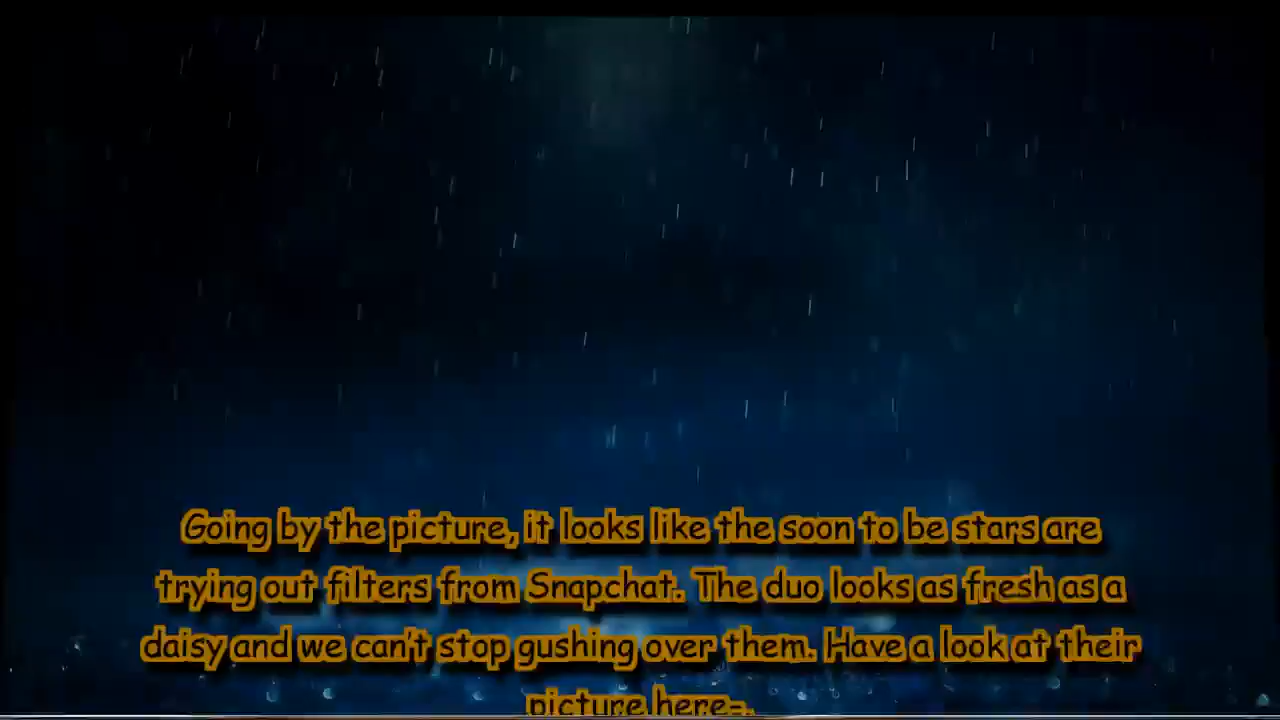 Going by the picture, it looks like the soon to be stars are
trying out filters from Snapchat. The duo looks as fresh as a
daisy and we can't stop gushing over them. Have a look at their
picture here-.